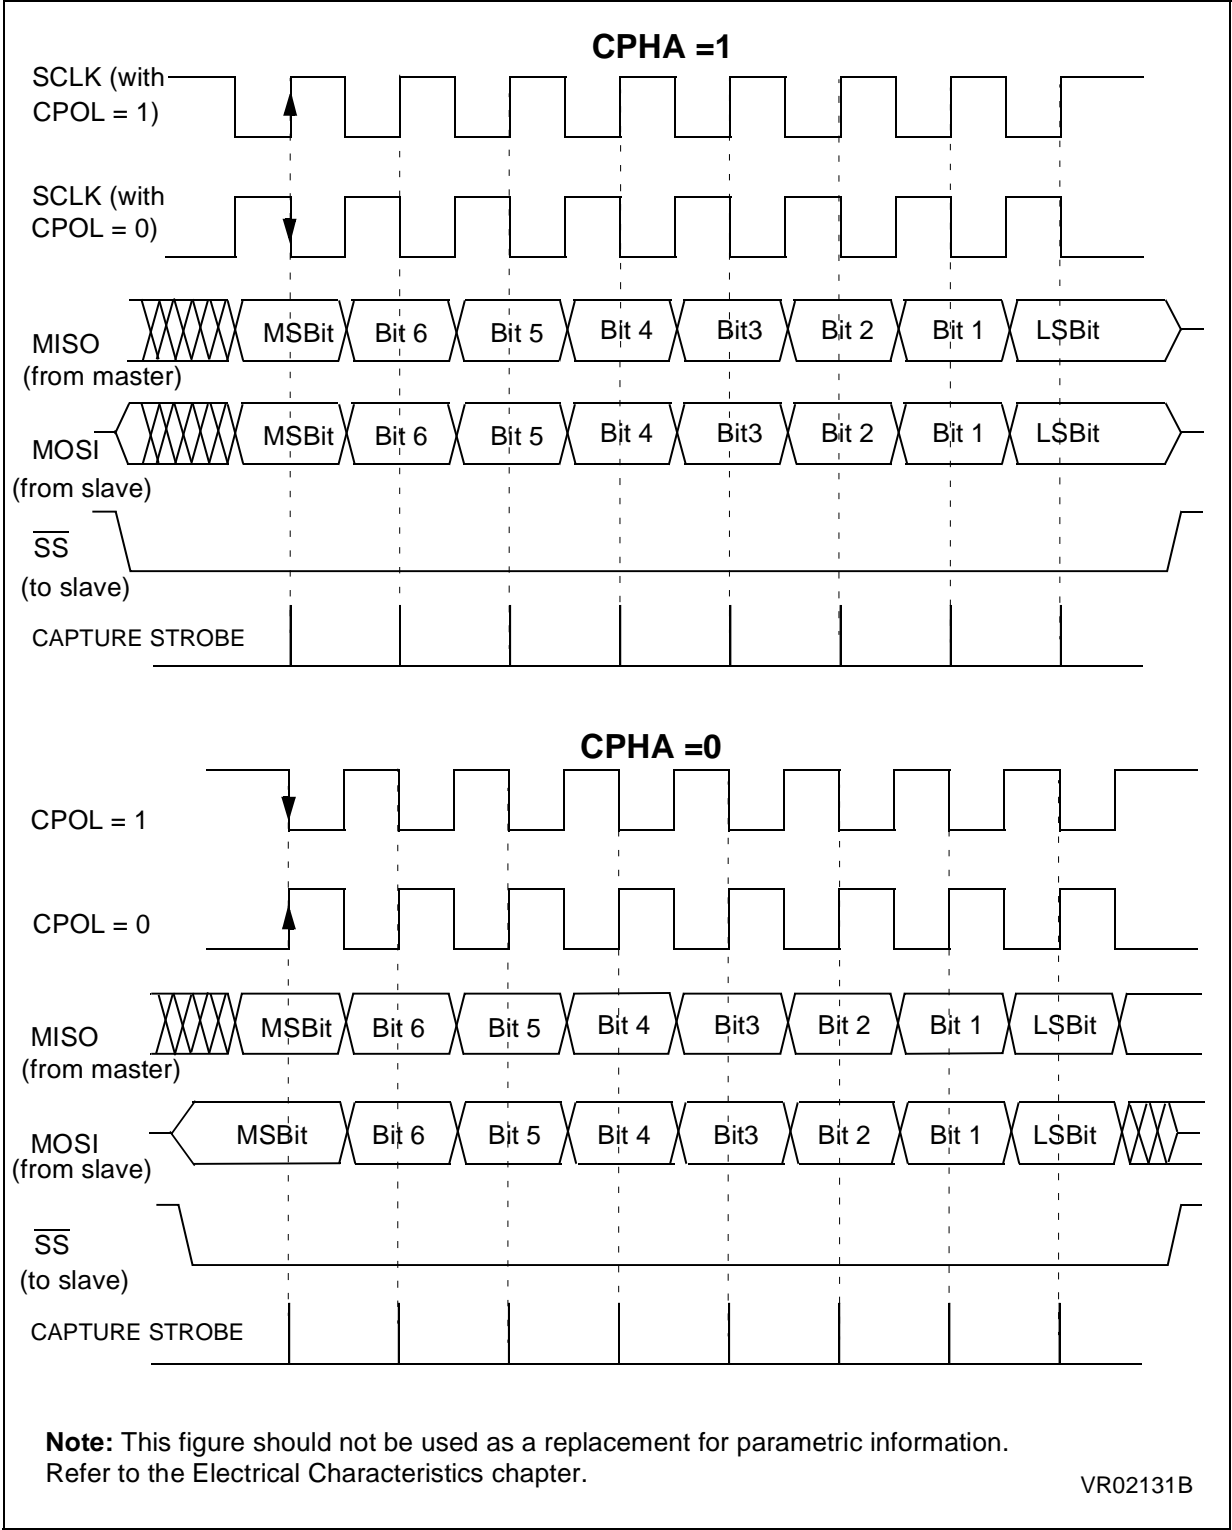 CPHA =1
SCLK (with
CPOL = 1)
SCLK (with
CPOL = 0)
MISO
(from master)
MSBit Bit 6 Bit 5 Bit 4 Bit3 Bit 2 Bit 1 LSBit
MOSI
(from slave)
MSBit Bit 6 Bit 5 Bit 4 Bit3 Bit 2 Bit 1 LSBit
SS
(to slave)
CAPTURE STROBE
CPHA =0
CPOL = 1
CPOL = 0
MISO
(from master)
MSBit Bit 6 Bit 5 Bit 4 Bit3 Bit 2 Bit 1 LSBit
MOSI
(from slave)
MSBit Bit 6 Bit 5 Bit 4 Bit3 Bit 2 Bit 1 LSBit
SS
(to slave)
CAPTURE STROBE
Note: This figure should not be used as a replacement for parametric information.
Refer to the Electrical Characteristics chapter.
VR02131B